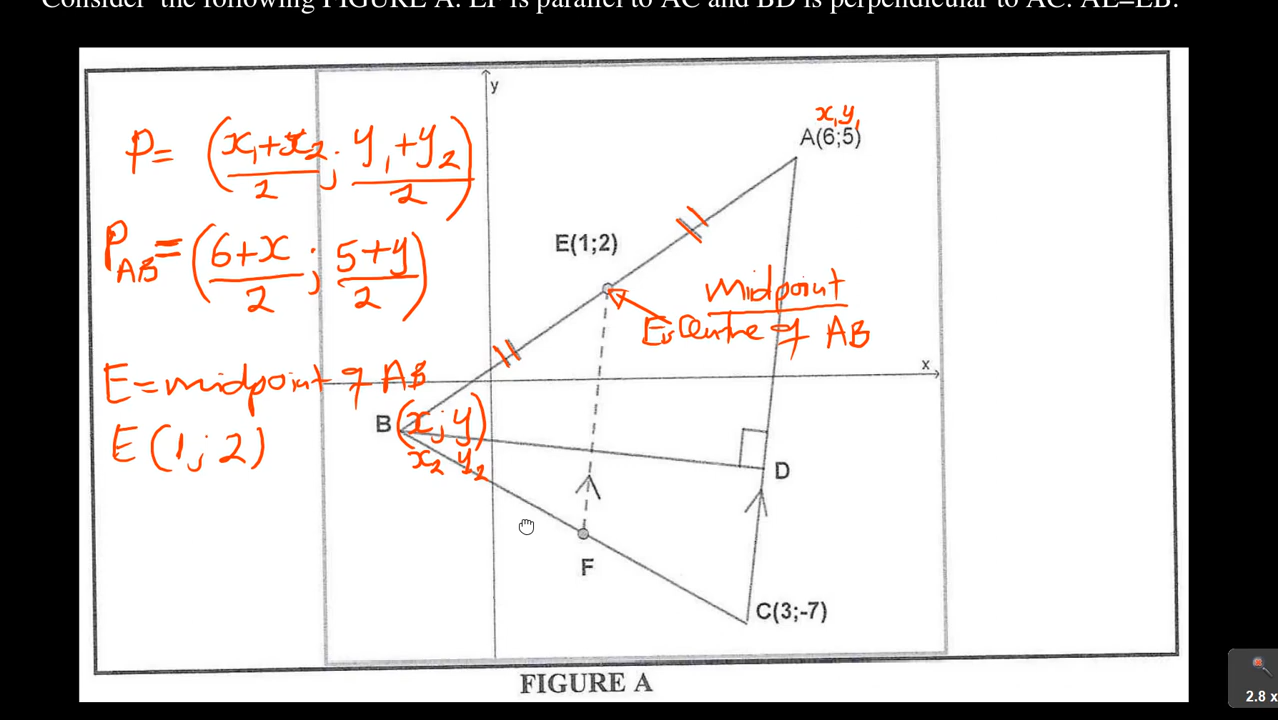 Consider the following FIGURE A. EF is parallel to AC and BD is perpendicular to AC. AE=EB.
y
x₁ y₁
A(6;5)
P= (x₁+x₂/2 ; y₁+y₂/2)
E(1;2)
P AB = (6+x/2 ; 5+y/2)
midpoint
E is Centre of AB
x
E=midpoint of AB
B (x;y)
x₂ y₂
E (1;2)
D
F
C(3;-7)
FIGURE A
2.8 x